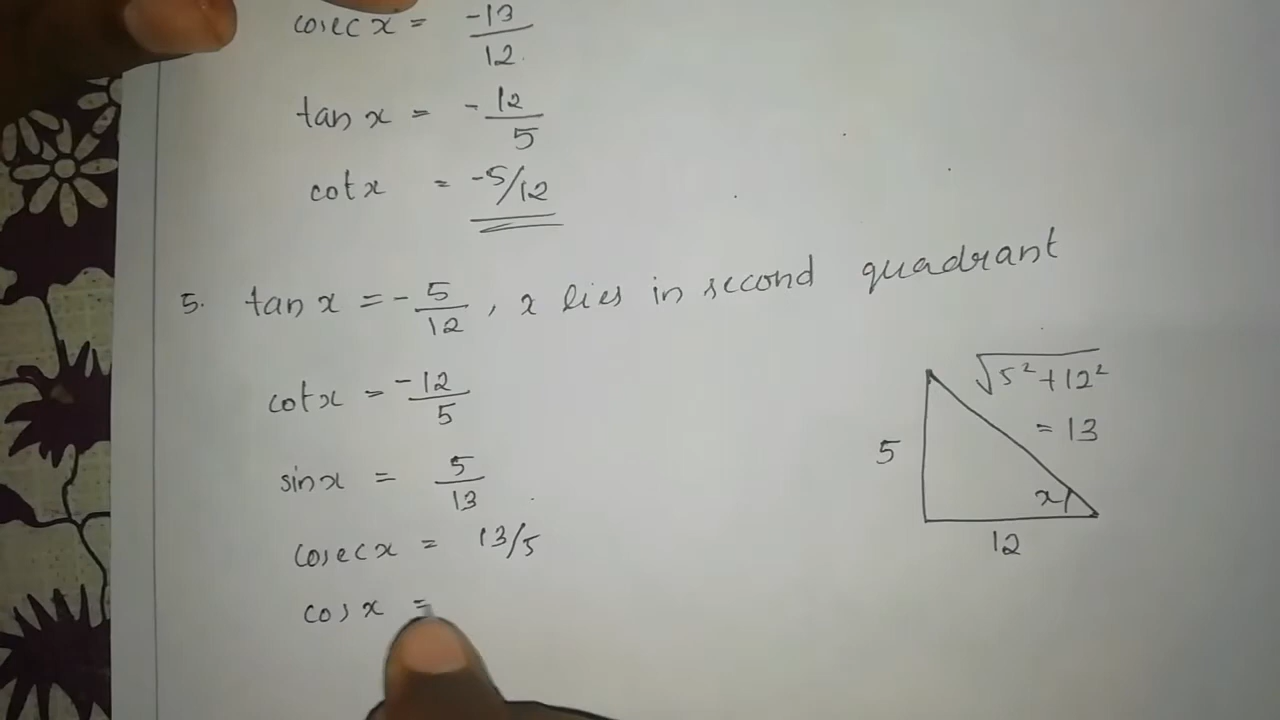 cosec x = -13/12.
tan x = -12/5
cot x = -5/12
5. tan x = -5/12, x lies in second quadrant
cot x = -12/5
sin x = 5/13
cosec x = 13/5
cos x =
√5²+12²
= 13
5
x
12